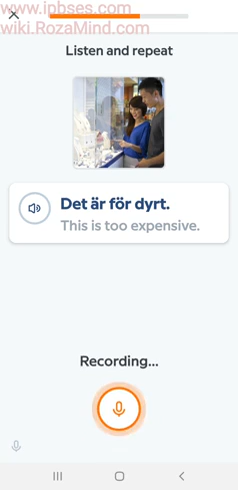 www.ipbses.com
wiki.RozaMind.com
Listen and repeat
Det är för dyrt.
This is too expensive.
Recording...